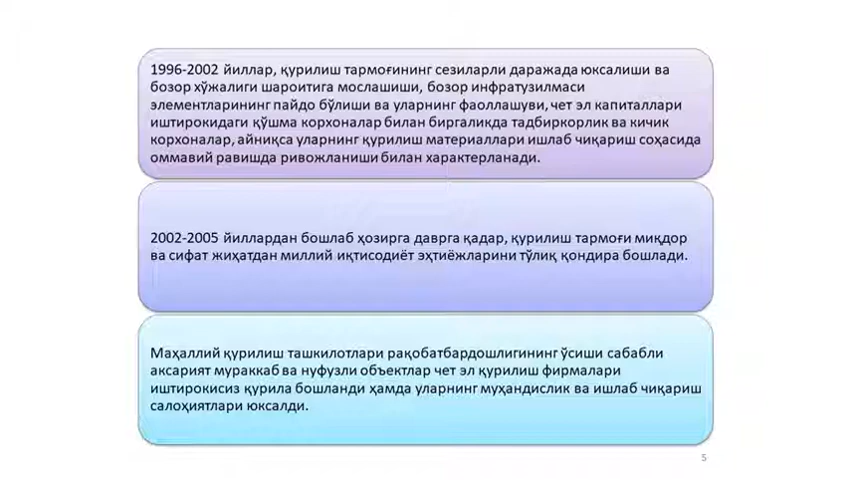 1996-2002 йиллар, қурилиш тармоғининг сезиларли даражада юксалиши ва
бозор хўжалиги шароитига мослашиши, бозор инфратузилмаси
элементларининг пайдо бўлиши ва уларнинг фаоллашуви, чет эл капиталлари
иштирокидаги қўшма корхоналар билан биргаликда тадбиркорлик ва кичик
корхоналар, айниқса уларнинг қурилиш материаллари ишлаб чиқариш соҳасида
оммавий равишда ривожланиши билан характерланади.
2002-2005 йиллардан бошлаб ҳозирга даврга қадар, қурилиш тармоғи миқдор
ва сифат жиҳатдан миллий иқтисодиёт эҳтиёжларини тўлиқ қондира бошлади.
Маҳаллий қурилиш ташкилотлари рақобатбардошлигининг ўсиши сабабли
аксарият мураккаб ва нуфузли объектлар чет эл қурилиш фирмалари
иштирокисиз қурила бошланди ҳамда уларнинг муҳандислик ва ишлаб чиқариш
салоҳиятлари юксалди.
5